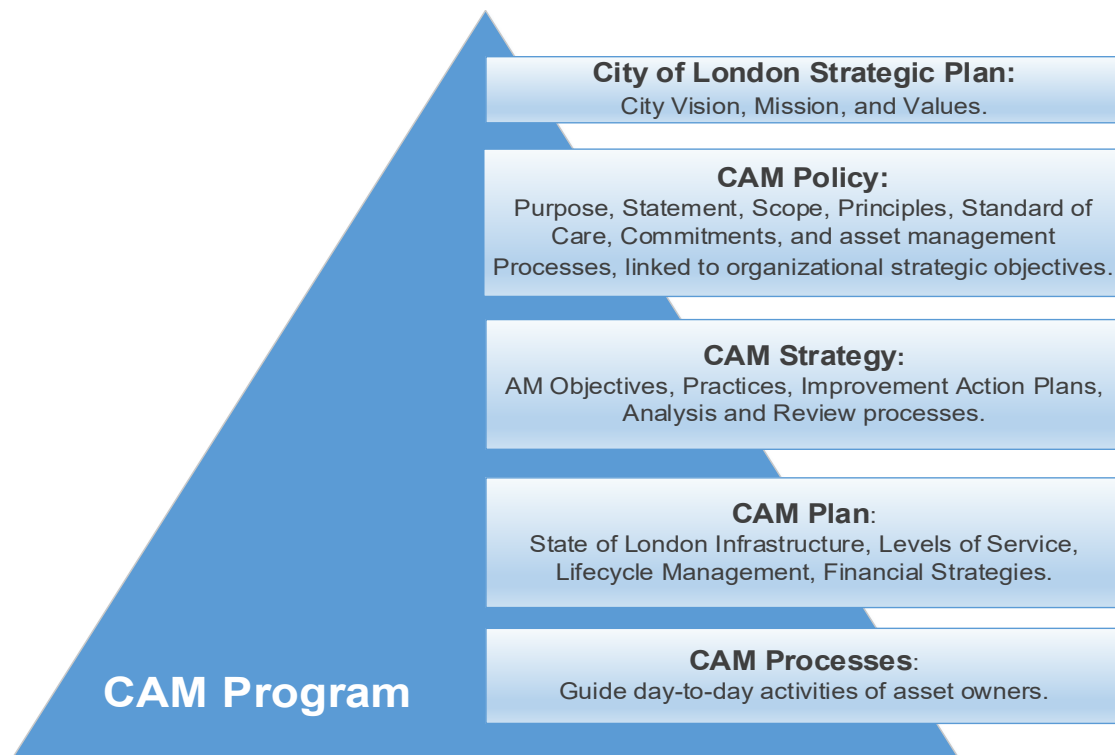 City of London Strategic Plan:
City Vision, Mission, and Values.
CAM Policy:
Purpose, Statement, Scope, Principles, Standard of
Care, Commitments, and asset management
Processes, linked to organizational strategic objectives.
CAM Strategy:
AM Objectives, Practices, Improvement Action Plans,
Analysis and Review processes.
CAM Plan:
State of London Infrastructure, Levels of Service,
Lifecycle Management, Financial Strategies.
CAM Processes:
Guide day-to-day activities of asset owners.
CAM Program